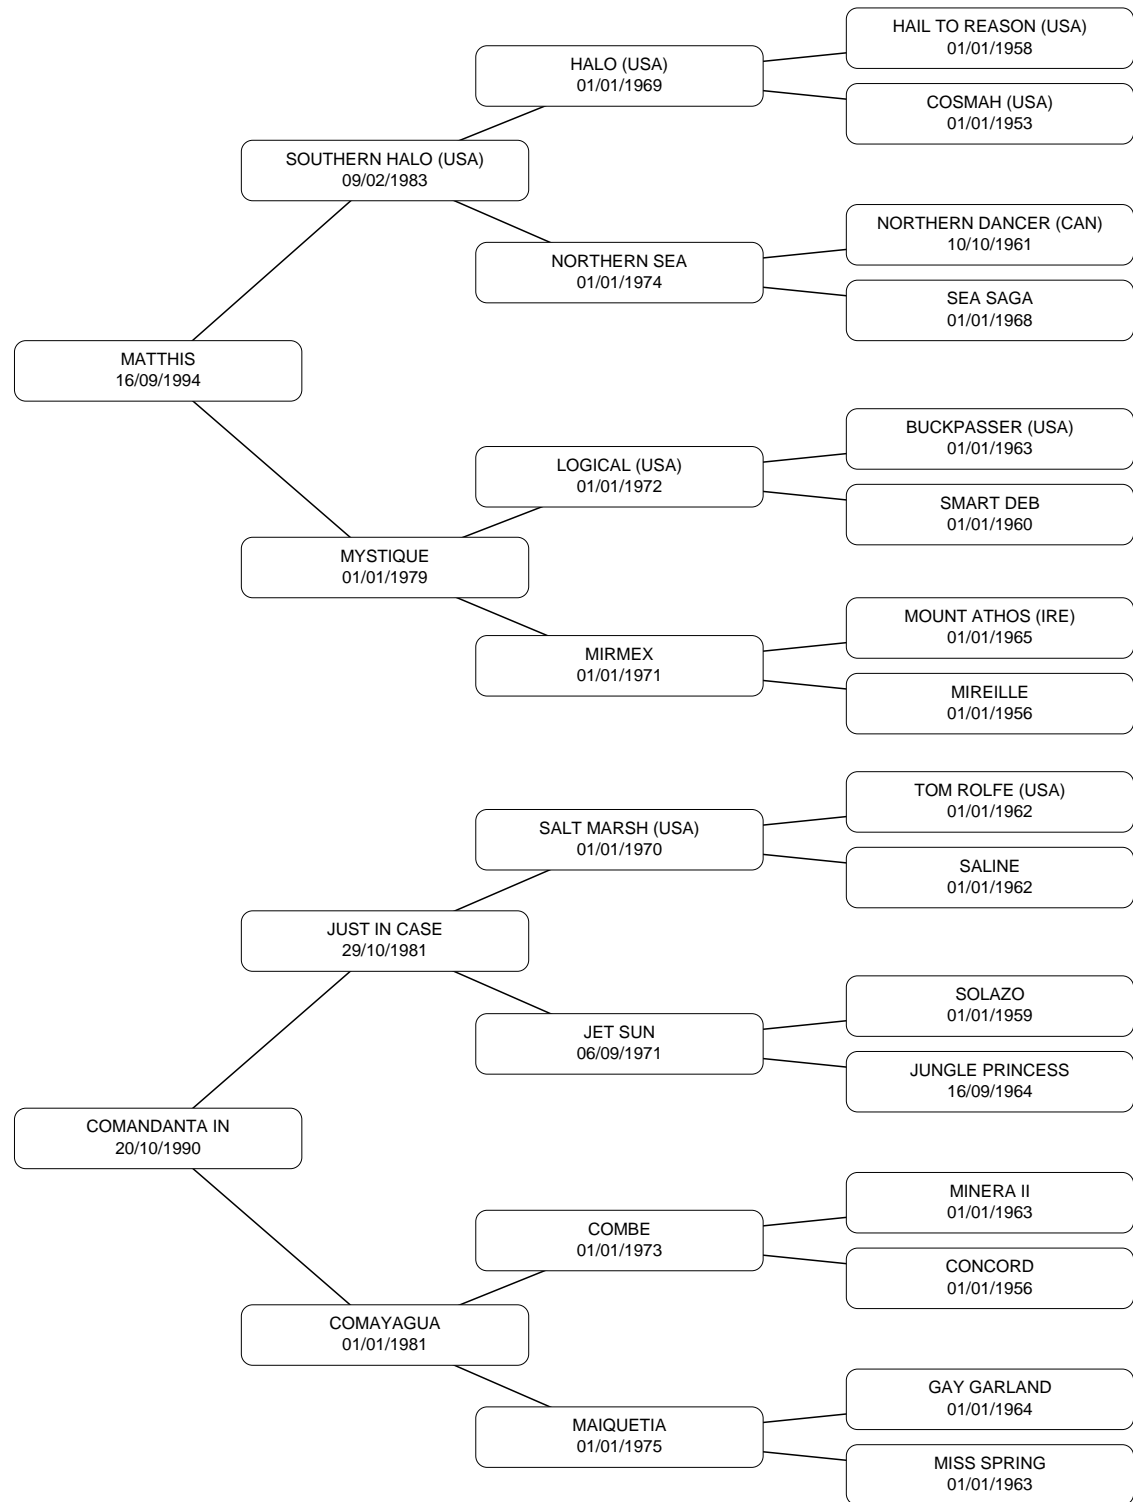 HAIL TO REASON (USA)
01/01/1958
HALO (USA)
01/01/1969
COSMAH (USA)
01/01/1953
SOUTHERN HALO (USA)
09/02/1983
NORTHERN DANCER (CAN)
10/10/1961
NORTHERN SEA
01/01/1974
SEA SAGA
01/01/1968
MATTHIS
16/09/1994
BUCKPASSER (USA)
01/01/1963
LOGICAL (USA)
01/01/1972
SMART DEB
01/01/1960
MYSTIQUE
01/01/1979
MOUNT ATHOS (IRE)
01/01/1965
MIRMEX
01/01/1971
MIREILLE
01/01/1956
TOM ROLFE (USA)
01/01/1962
SALT MARSH (USA)
01/01/1970
SALINE
01/01/1962
JUST IN CASE
29/10/1981
SOLAZO
01/01/1959
JET SUN
06/09/1971
JUNGLE PRINCESS
16/09/1964
COMANDANTA IN
20/10/1990
MINERA II
01/01/1963
COMBE
01/01/1973
CONCORD
01/01/1956
COMAYAGUA
01/01/1981
GAY GARLAND
01/01/1964
MAIQUETIA
01/01/1975
MISS SPRING
01/01/1963